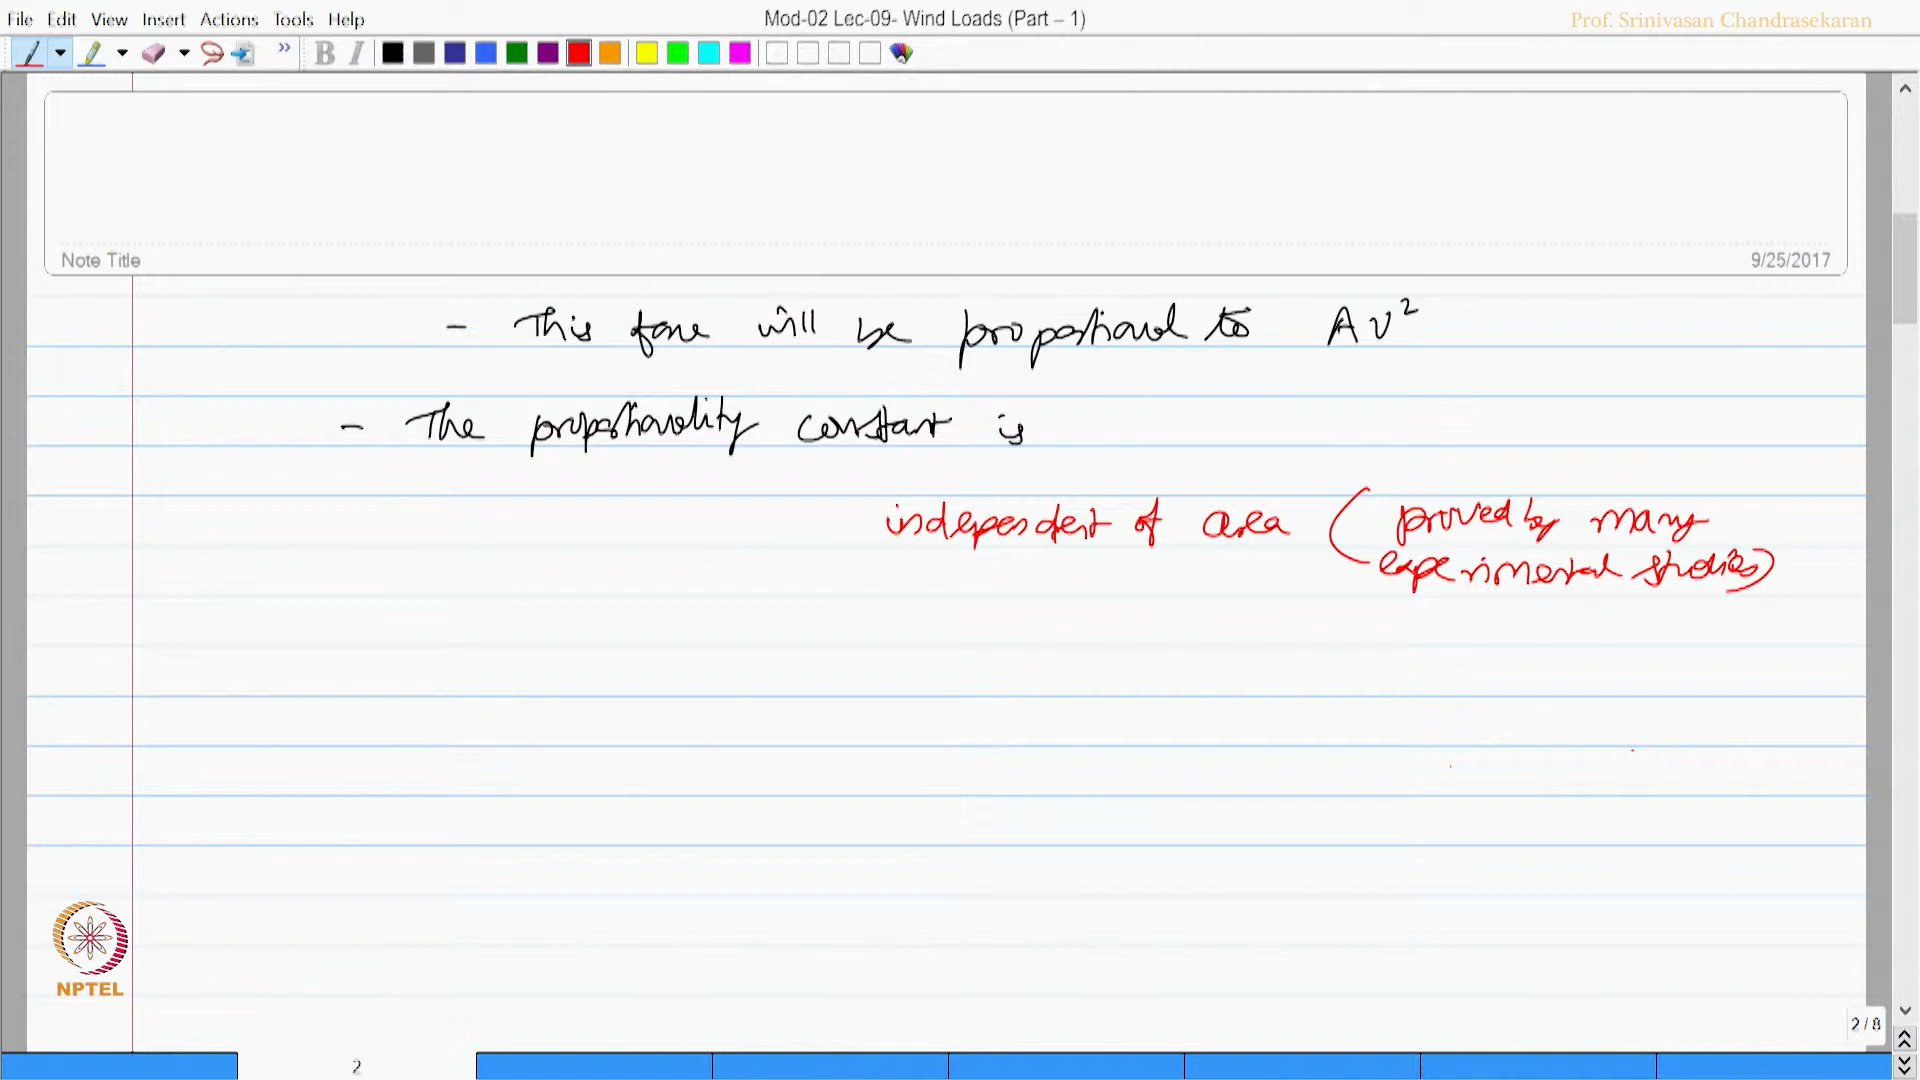 File Edit View Insert Actions Tools Help
Mod-02 Lec-09- Wind Loads (Part – 1)
Prof. Srinivasan Chandrasekaran
B I
Note Title
9/25/2017
- This force will be proportional to Av²
- The proportionality constant is
independent of area (proved by many
experimental studies)
NPTEL
2 / 8
2